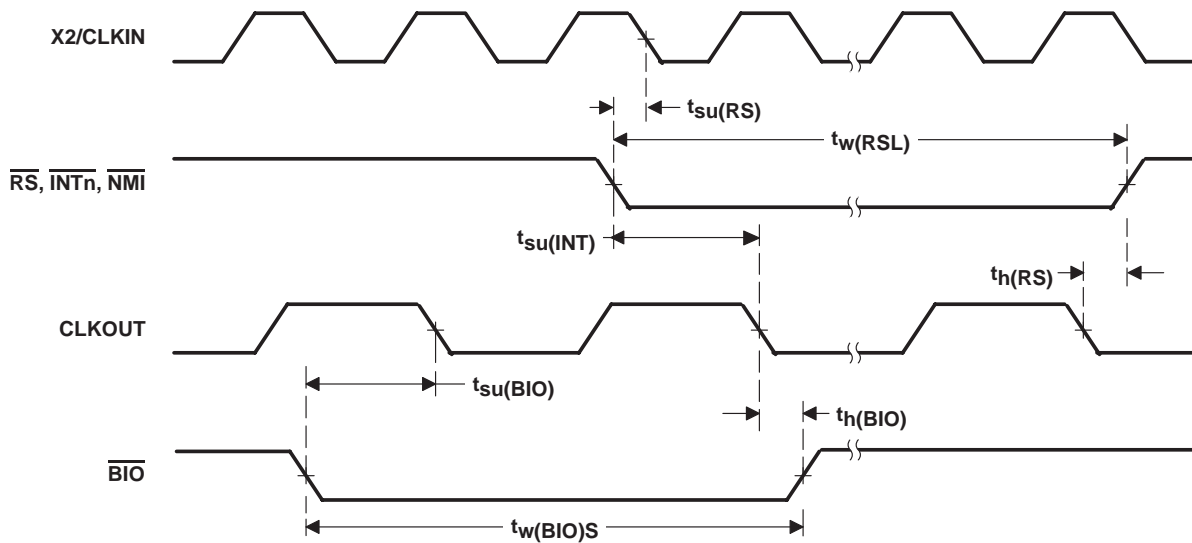 X2/CLKIN
tsu(RS)
tw(RSL)
RS, INTn, NMI
tsu(INT)
th(RS)
CLKOUT
tsu(BIO)
th(BIO)
BIO
tw(BIO)S